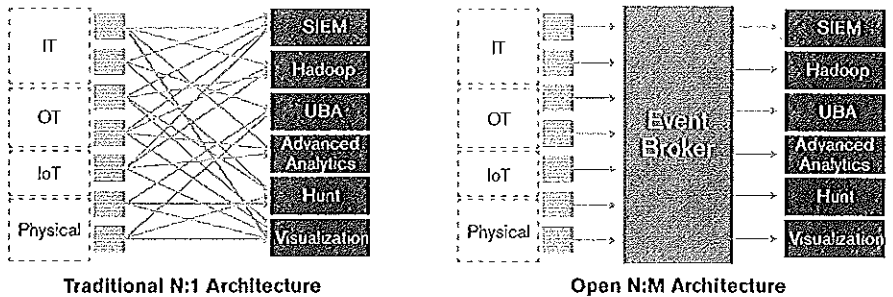 IT
OT
IoT
Physical
SIEM
Hadoop
UBA
Advanced
Analytics
Hunt
Visualization
Traditional N:1 Architecture
IT
OT
IoT
Physical
Event
Broker
SIEM
Hadoop
UBA
Advanced
Analytics
Hunt
Visualization
Open N:M Architecture